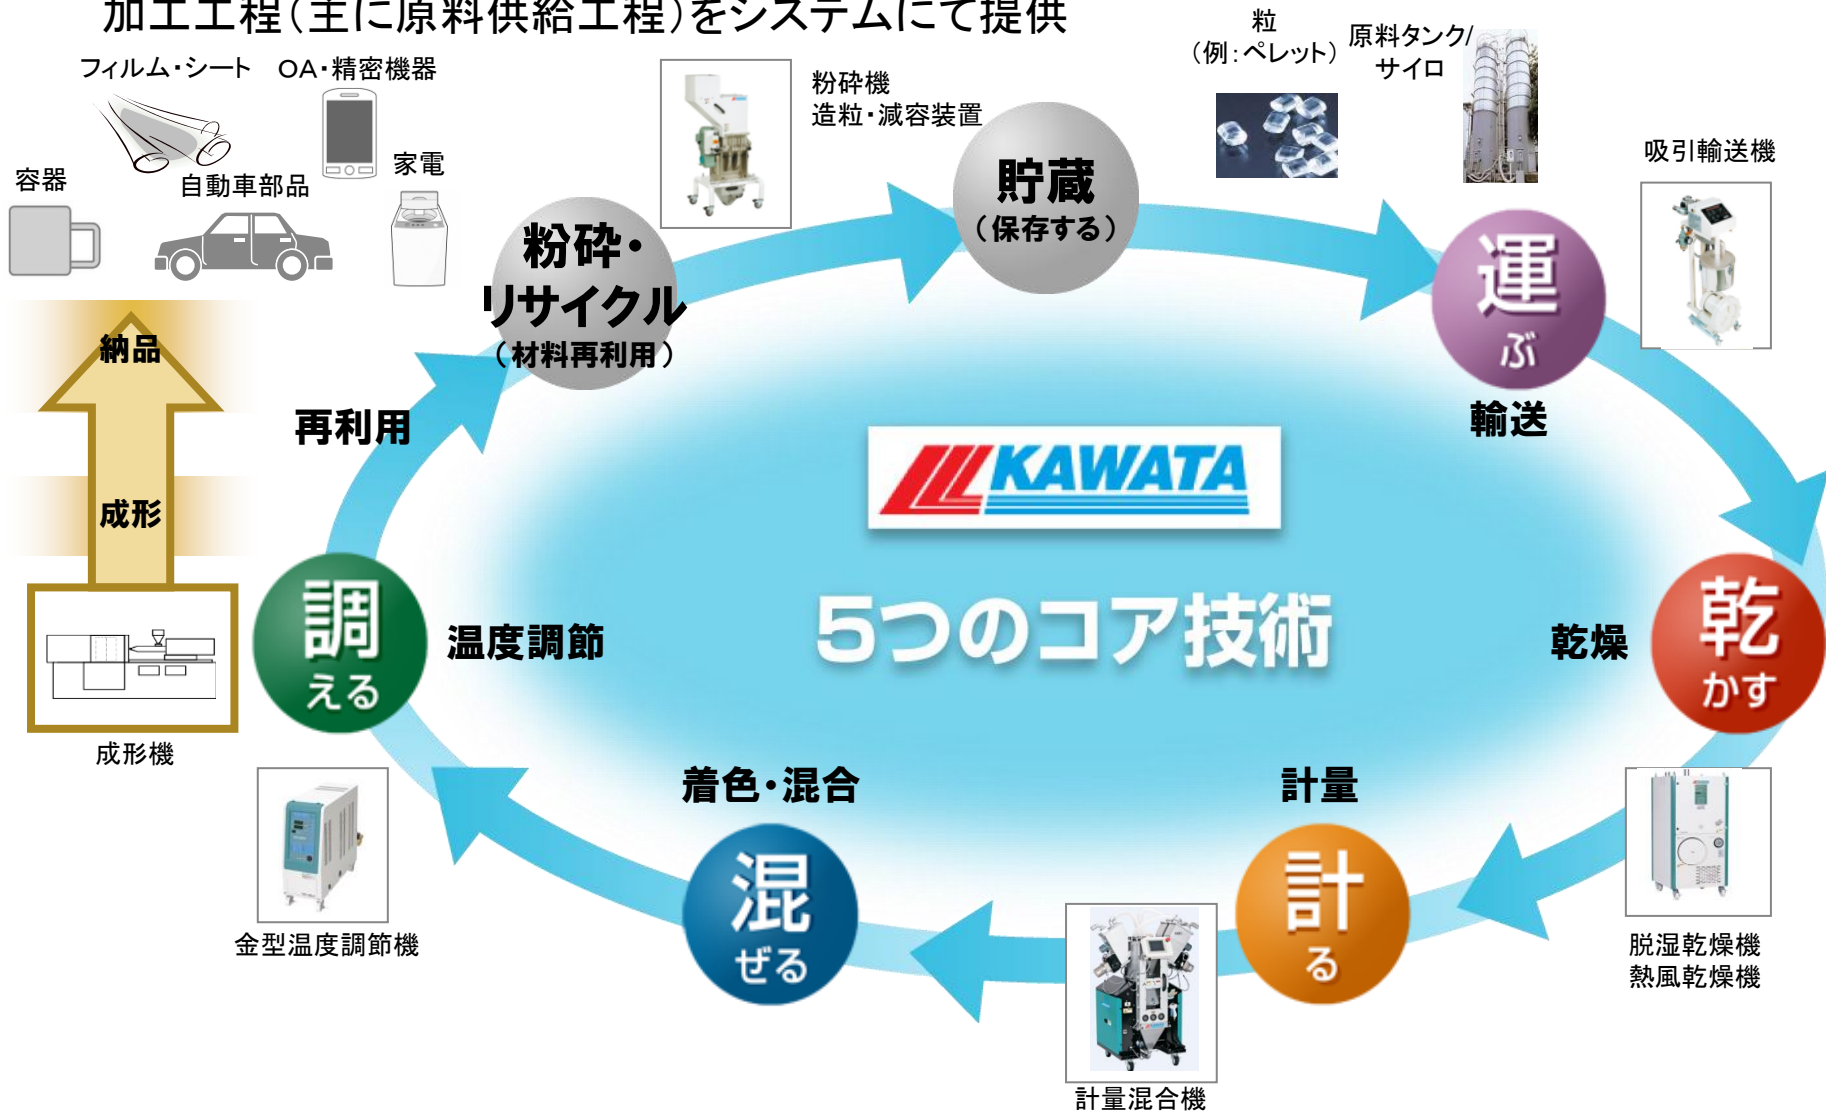 加工工程(主に原料供給工程)をシステムにて提供
フィルム・シート
OA・精密機器
容器
自動車部品
家電
納品
成形
成形機
粉砕機
造粒・減容装置
粉砕・
リサイクル
(材料再利用)
再利用
貯蔵
(保存する)
粒
(例:ペレット)
原料タンク/
サイロ
吸引輸送機
運
ぶ
輸送
KAWATA
5つのコア技術
乾燥
乾
かす
脱湿乾燥機
熱風乾燥機
計量
計
る
KAWATA
計量混合機
着色・混合
混
ぜる
温度調節
調
える
金型温度調節機